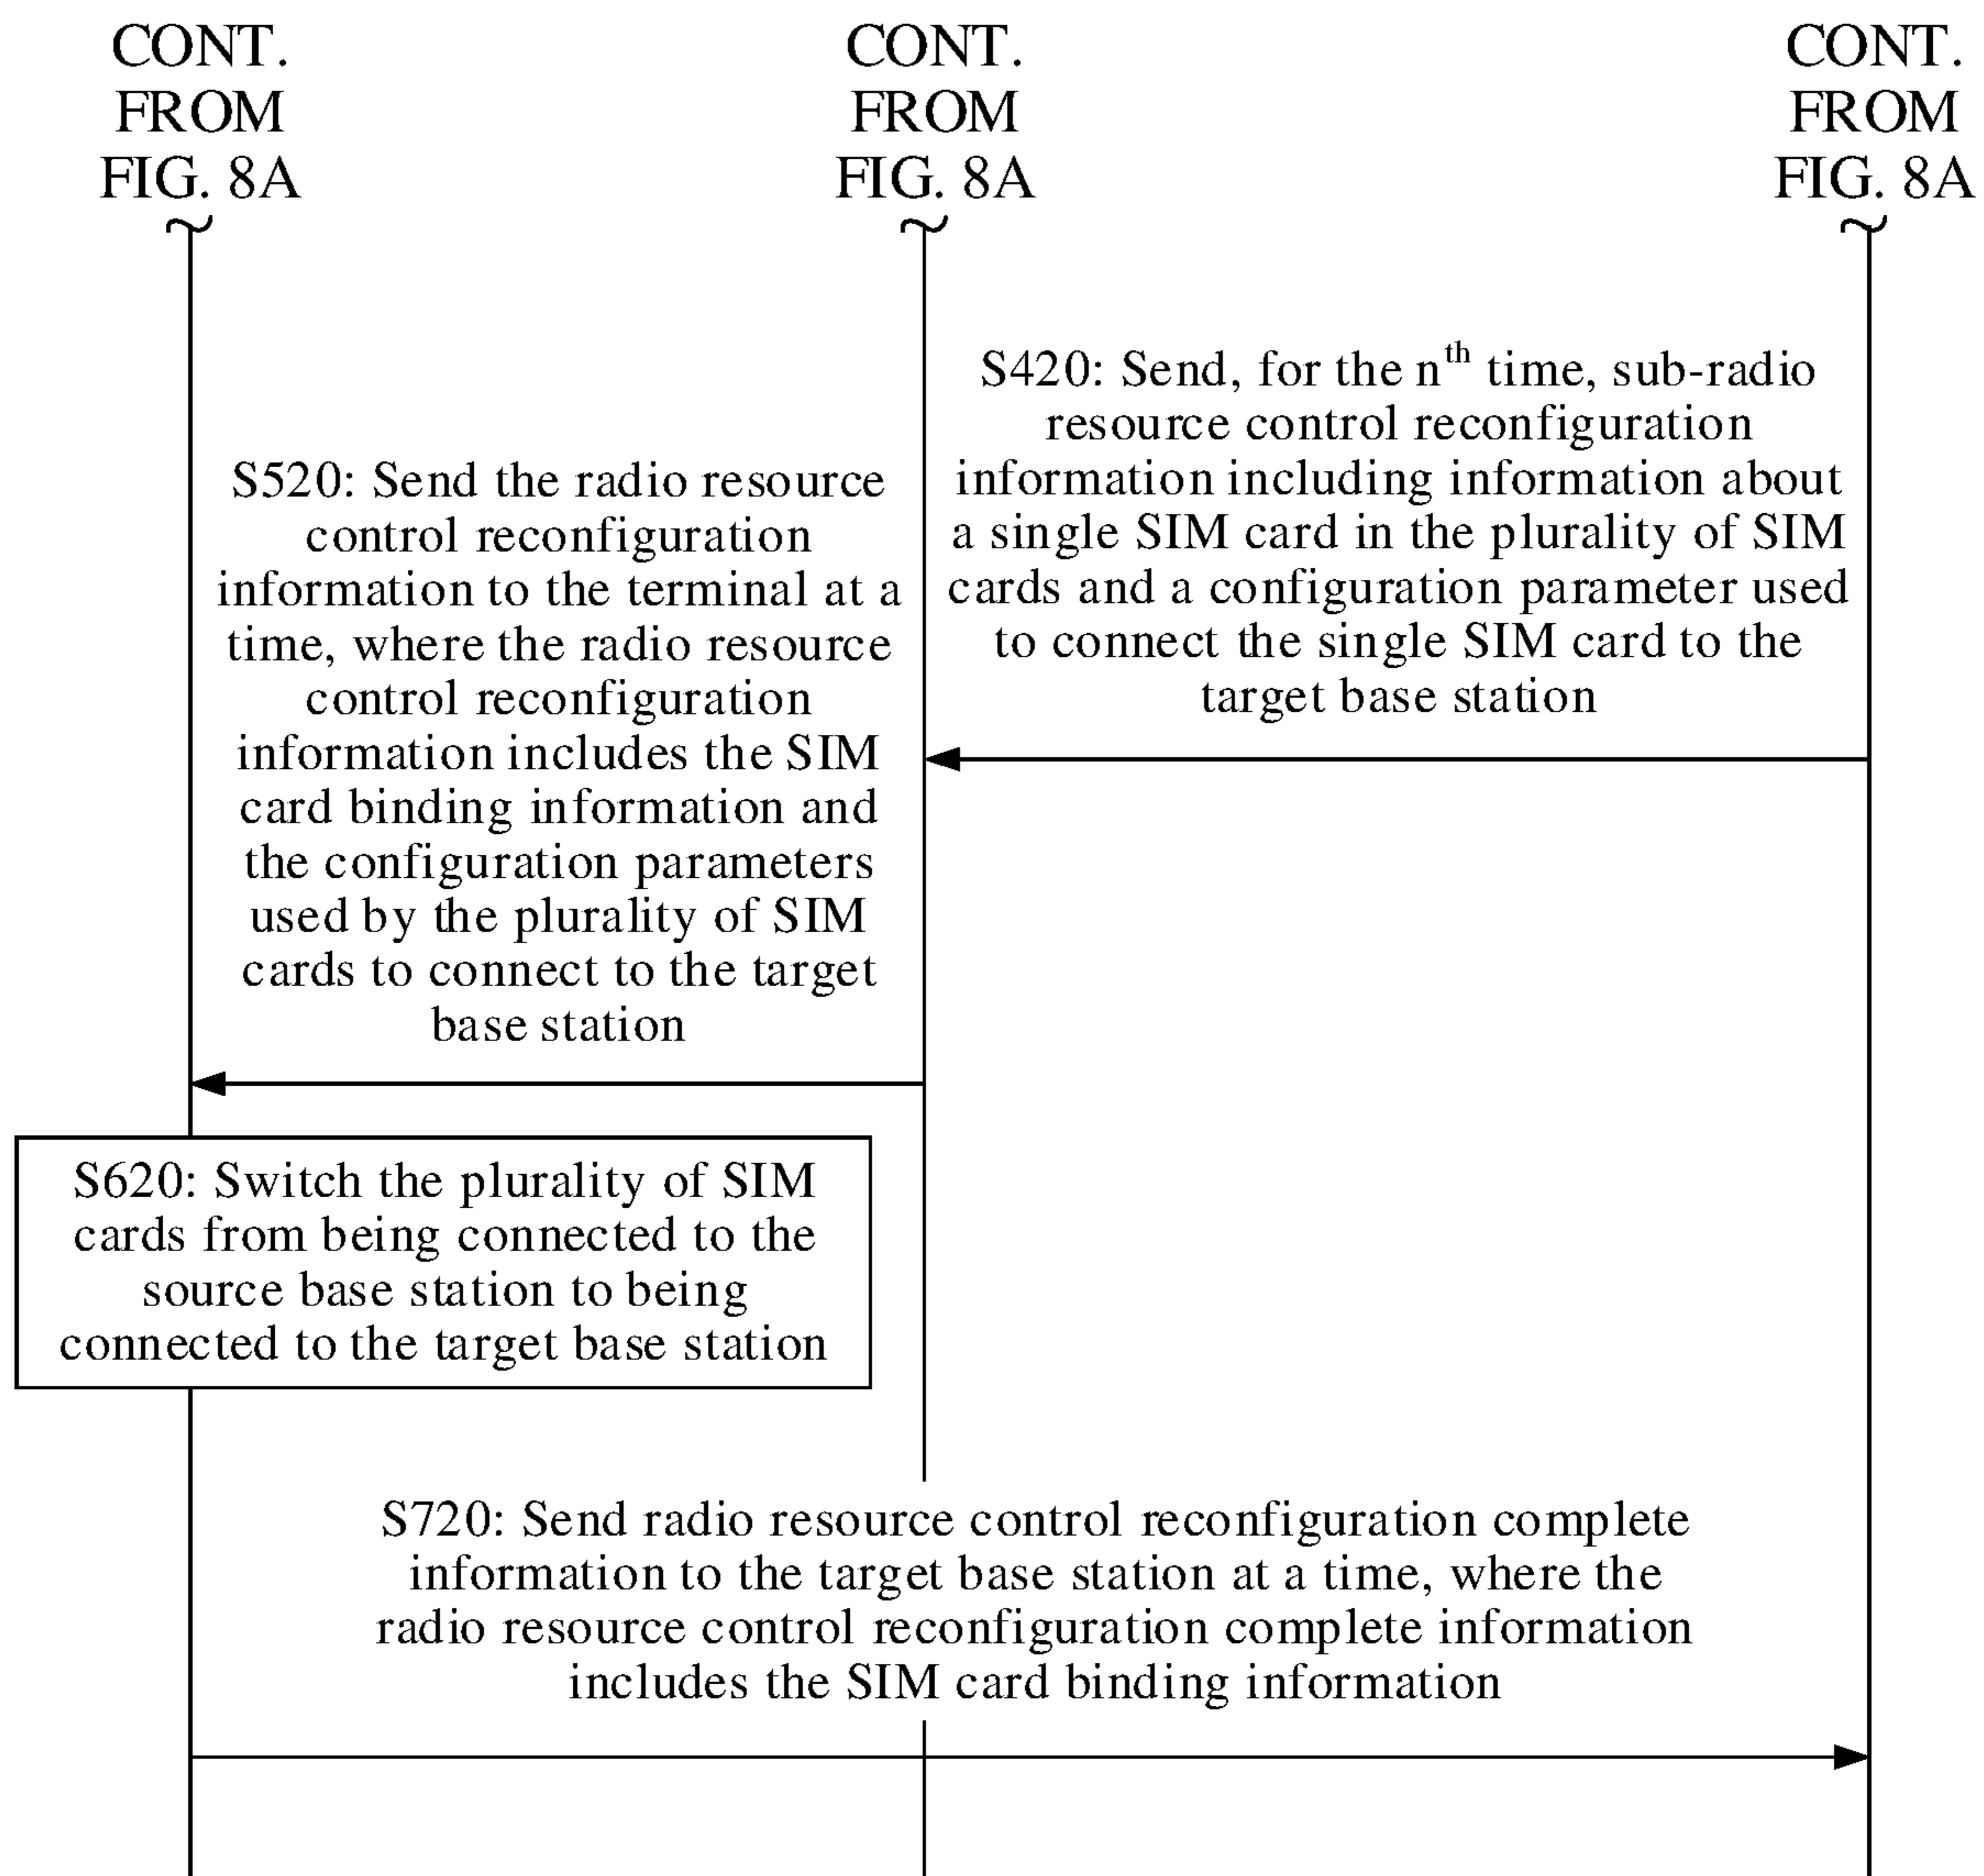 CONT.
FROM
FIG. 8A
CONT.
FROM
FIG. 8A
CONT.
FROM
FIG. 8A
S420: Send, for the nth time, sub-radio
resource control reconfiguration
information including information about
a single SIM card in the plurality of SIM
cards and a configuration parameter used
to connect the single SIM card to the
target base station
S520: Send the radio resource
control reconfiguration
information to the terminal at a
time, where the radio resource
control reconfiguration
information includes the SIM
card binding information and
the configuration parameters
used by the plurality of SIM
cards to connect to the target
base station
S620: Switch the plurality of SIM
cards from being connected to the
source base station to being
connected to the target base station
S720: Send radio resource control reconfiguration complete
information to the target base station at a time, where the
radio resource control reconfiguration complete information
includes the SIM card binding information